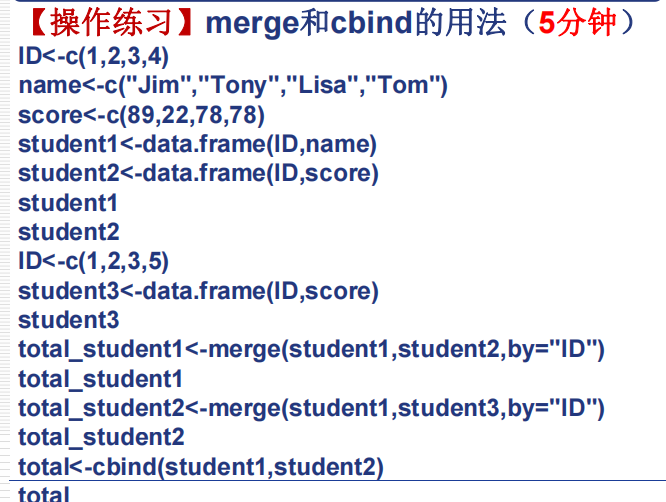 【操作练习】merge和cbind的用法（5分钟）
ID<-c(1,2,3,4)
name<-c("Jim","Tony","Lisa","Tom")
score<-c(89,22,78,78)
student1<-data.frame(ID,name)
student2<-data.frame(ID,score)
student1
student2
ID<-c(1,2,3,5)
student3<-data.frame(ID,score)
student3
total_student1<-merge(student1,student2,by="ID")
total_student1
total_student2<-merge(student1,student3,by="ID")
total_student2
total<-cbind(student1,student2)
total